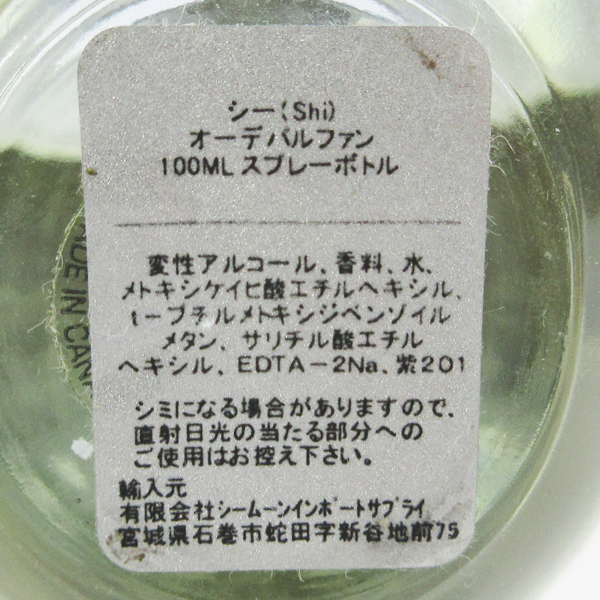 シー(Shi)
オーデパルファン
100ML スプレーボトル
変性アルコール、香料、水、
メトキシケイヒ酸エチルヘキシル、
t-ブチルメトキシジベンゾイル
メタン、サリチル酸エチル
ヘキシル、EDTA-2Na、紫201
シミになる場合がありますので、
直射日光の当たる部分への
ご使用はお控え下さい。
輸入元
有限会社シームーンインポートサプライ
宮城県石巻市蛇田字新谷地前75
MADE IN CAN